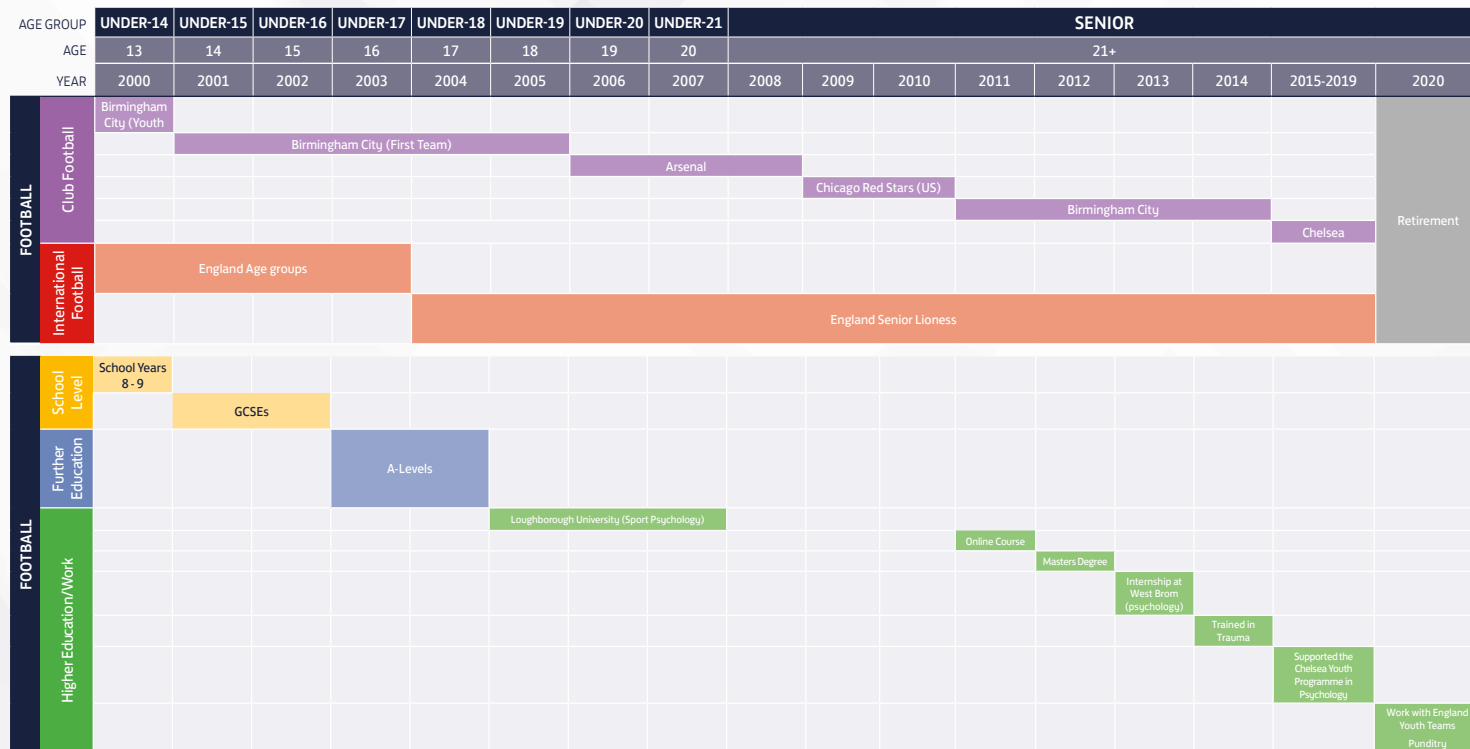 AGE GROUP UNDER-14 UNDER-15 UNDER-16 UNDER-17 UNDER-18 UNDER-19 UNDER-20 UNDER-21 SENIOR
AGE 13 14 15 16 17 18 19 20 21+
YEAR 2000 2001 2002 2003 2004 2005 2006 2007 2008 2009 2010 2011 2012 2013 2014 2015-2019 2020
FOOTBALL
Club Football
Birmingham
City (Youth
Birmingham City (First Team)
Arsenal
Chicago Red Stars (US)
Birmingham City
Chelsea
Retirement
International
Football
England Age groups
England Senior Lioness
FOOTBALL
School
Level
School Years
8 - 9
GCSEs
Further
Education
A-Levels
Higher Education/Work
Loughborough University (Sport Psychology)
Online Course
Masters Degree
Internship at
West Brom
(psychology)
Trained in
Trauma
Supported the
Chelsea Youth
Programme in
Psychology
Work with England
Youth Teams
Punditry